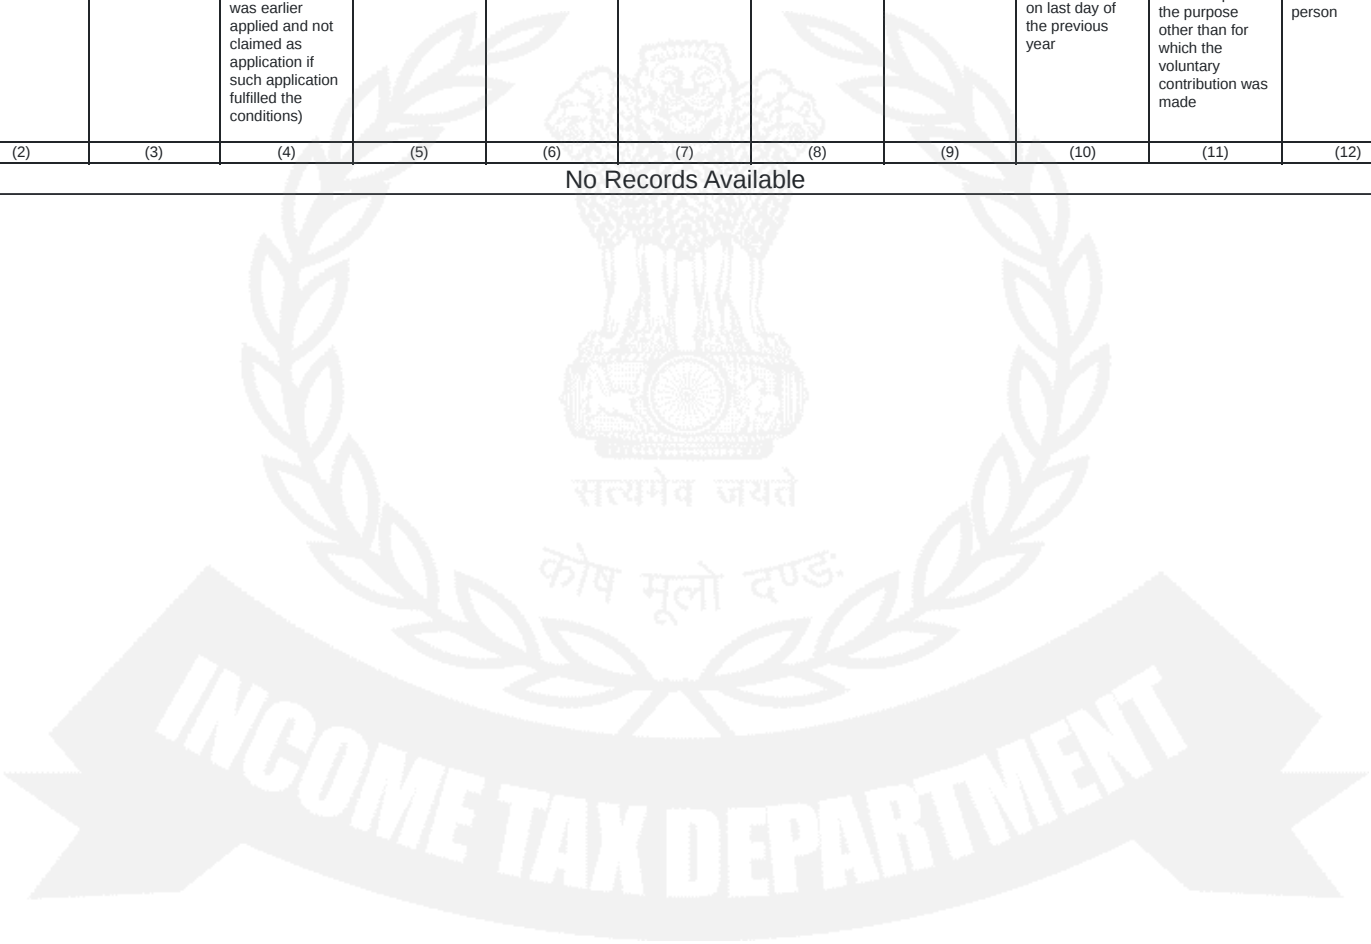 was earlier
applied and not
claimed as
application if
such application
fulfilled the
conditions)
on last day of
the previous
year
the purpose
other than for
which the
voluntary
contribution was
made
person
(2) (3) (4) (5) (6) (7) (8) (9) (10) (11) (12)
No Records Available
सत्यमेव जयते
कोष मूलो दण्डः
INCOME TAX DEPARTMENT